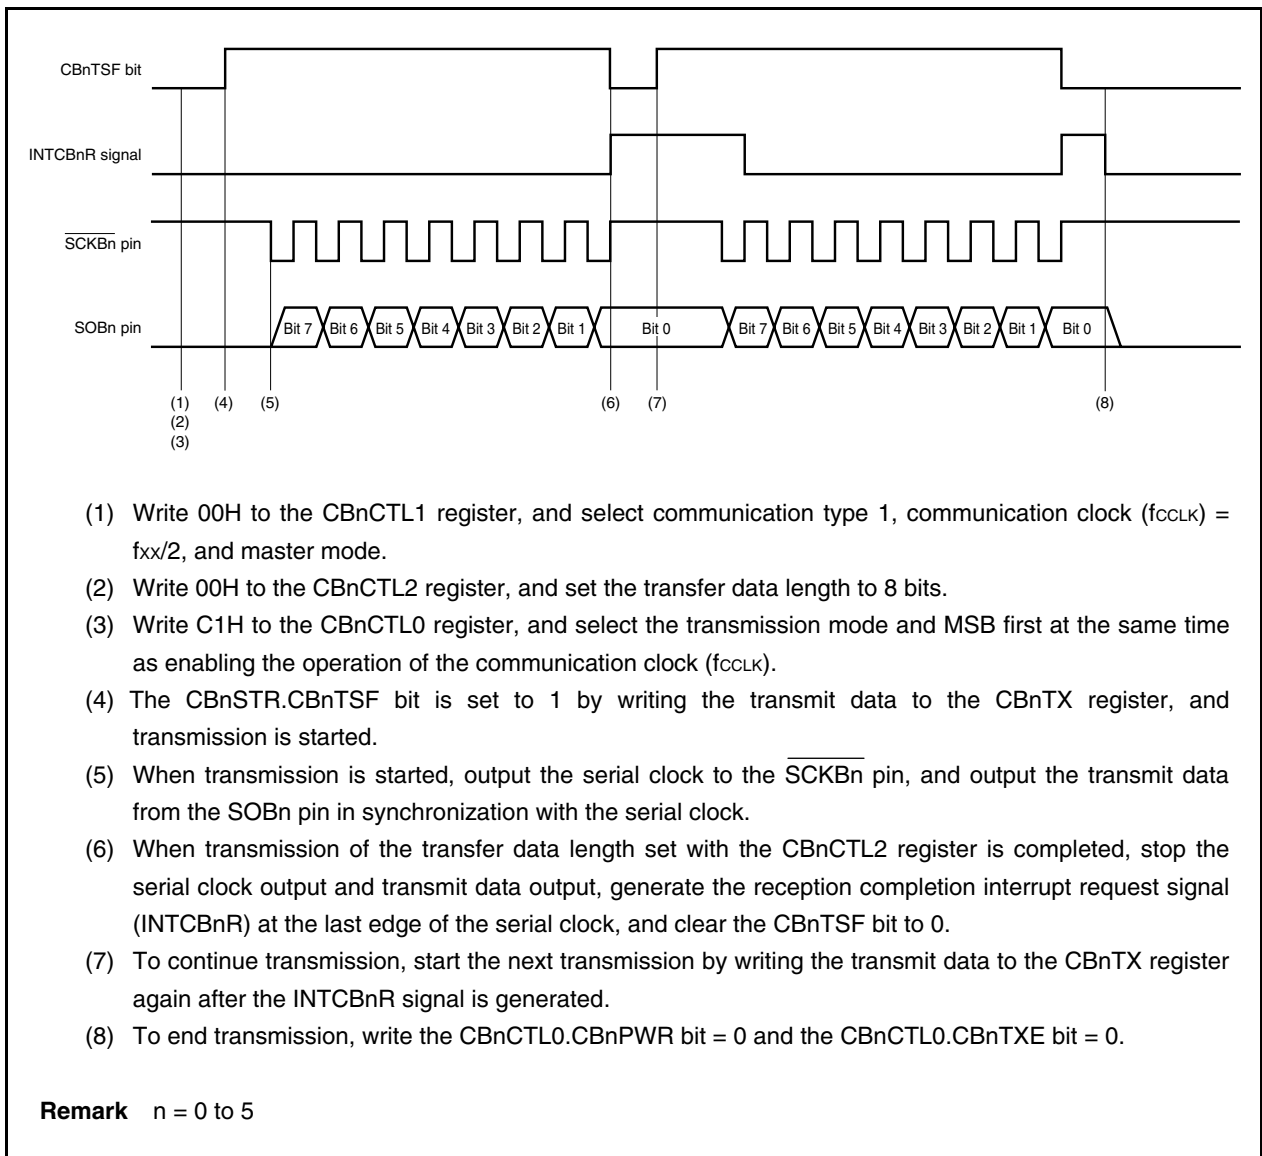 CBnTSF bit
INTCBnR signal
SCKBn pin
SOBn pin
Bit 7 Bit 6 Bit 5 Bit 4 Bit 3 Bit 2 Bit 1 Bit 0 Bit 7 Bit 6 Bit 5 Bit 4 Bit 3 Bit 2 Bit 1 Bit 0
(1) (4) (5) (6) (7) (8)
(2)
(3)
(1) Write 00H to the CBnCTL1 register, and select communication type 1, communication clock (fCCLK) =
fxx/2, and master mode.
(2) Write 00H to the CBnCTL2 register, and set the transfer data length to 8 bits.
(3) Write C1H to the CBnCTL0 register, and select the transmission mode and MSB first at the same time
as enabling the operation of the communication clock (fCCLK).
(4) The CBnSTR.CBnTSF bit is set to 1 by writing the transmit data to the CBnTX register, and
transmission is started.
(5) When transmission is started, output the serial clock to the SCKBn pin, and output the transmit data
from the SOBn pin in synchronization with the serial clock.
(6) When transmission of the transfer data length set with the CBnCTL2 register is completed, stop the
serial clock output and transmit data output, generate the reception completion interrupt request signal
(INTCBnR) at the last edge of the serial clock, and clear the CBnTSF bit to 0.
(7) To continue transmission, start the next transmission by writing the transmit data to the CBnTX register
again after the INTCBnR signal is generated.
(8) To end transmission, write the CBnCTL0.CBnPWR bit = 0 and the CBnCTL0.CBnTXE bit = 0.
Remark n = 0 to 5